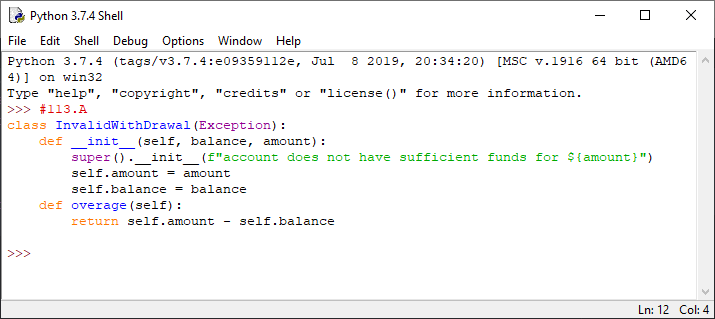 Python 3.7.4 Shell
File Edit Shell Debug Options Window Help
Python 3.7.4 (tags/v3.7.4:e09359112e, Jul  8 2019, 20:34:20) [MSC v.1916 64 bit (AMD6
4)] on win32
Type "help", "copyright", "credits" or "license()" for more information.
>>> #113.A
class InvalidWithDrawal(Exception):
    def __init__(self, balance, amount):
        super().__init__(f"account does not have sufficient funds for ${amount}")
        self.amount = amount
        self.balance = balance
    def overage(self):
        return self.amount - self.balance
>>>
Ln: 12 Col: 4